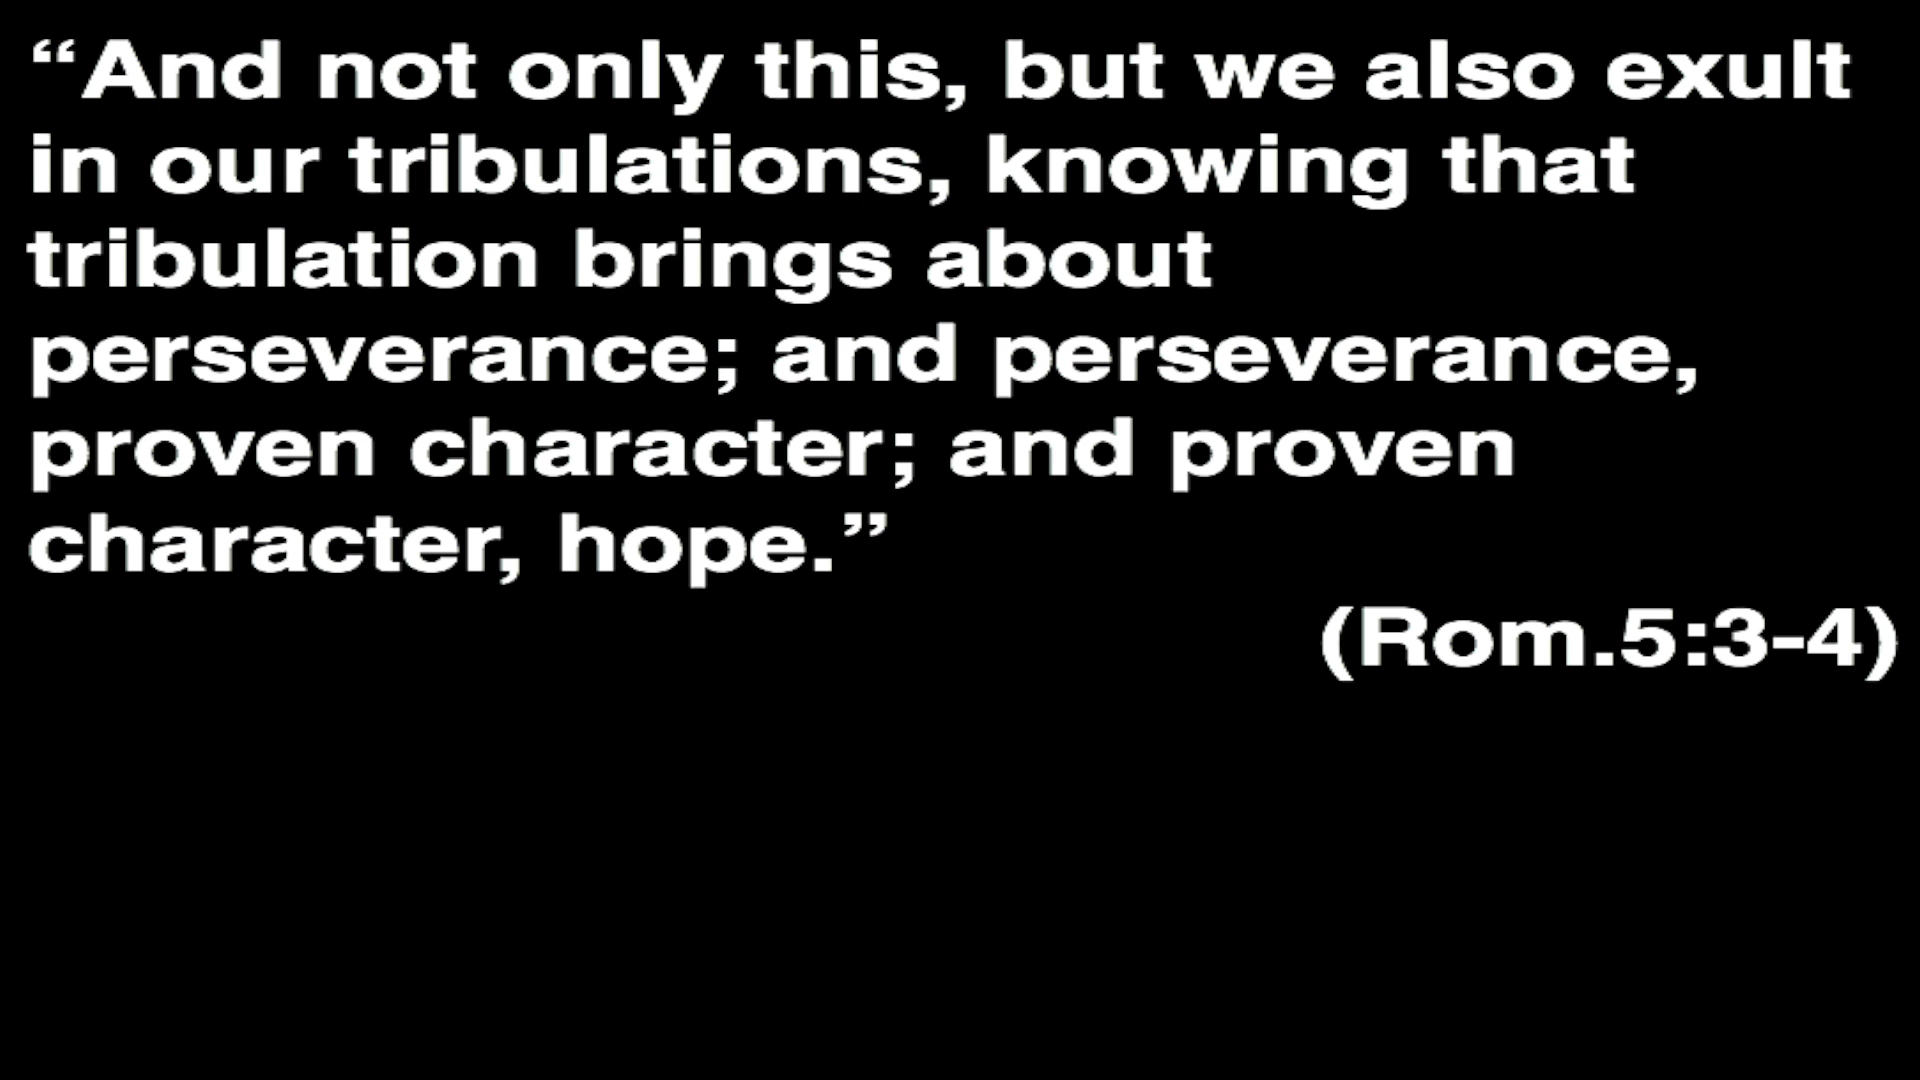 “And not only this, but we also exult
in our tribulations, knowing that
tribulation brings about
perseverance; and perseverance,
proven character; and proven
character, hope.”
(Rom.5:3-4)